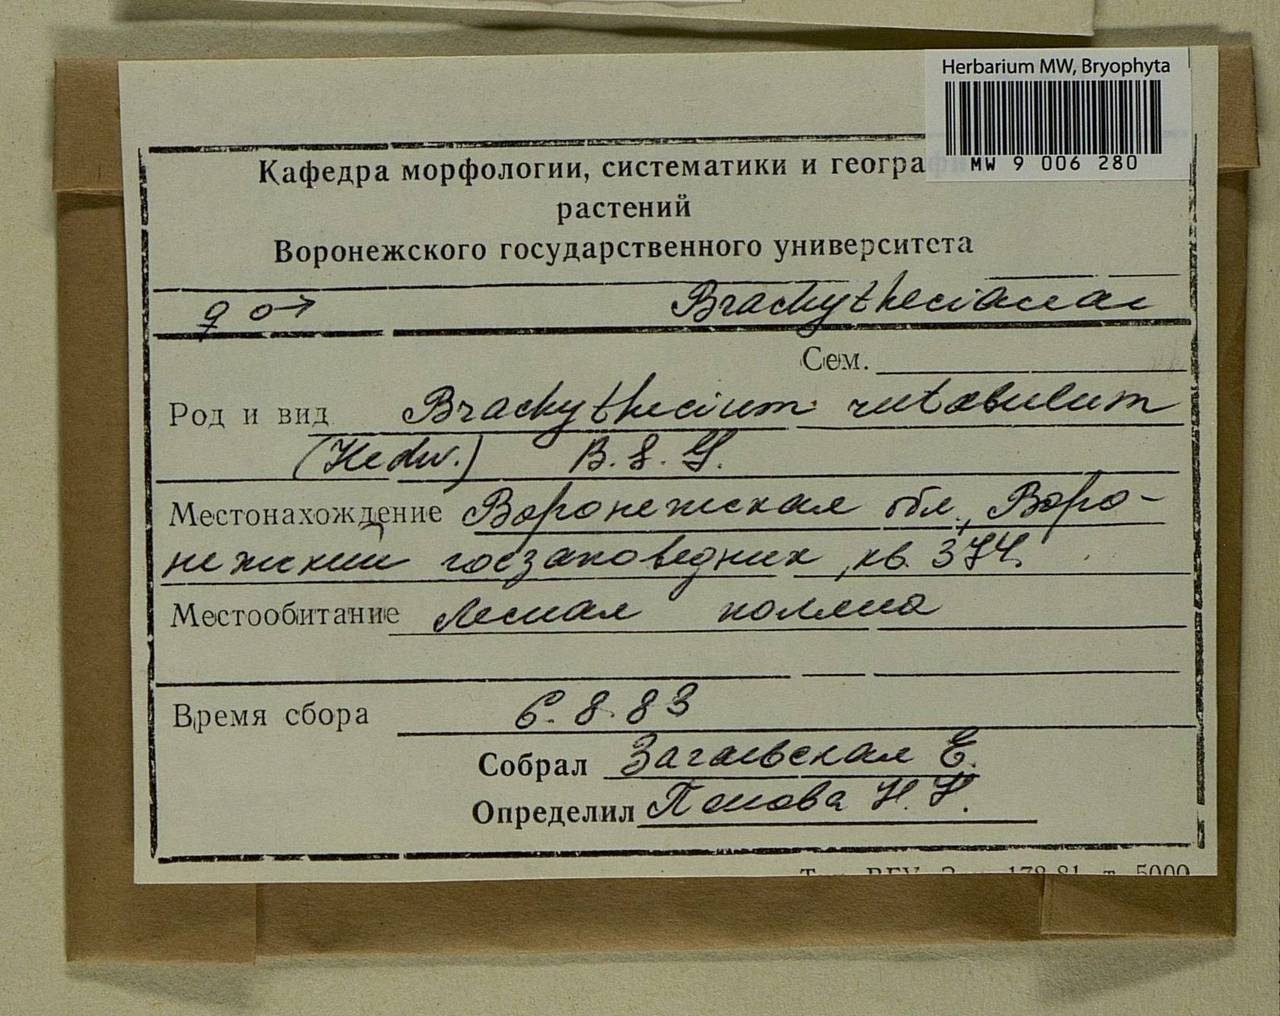 Herbarium MW, Bryophyta
MW 9 006 280
Кафедра морфологии, систематики и геогра
растений
Воронежского государственного университета
♀ ♂ Brachytheciaceae
Сем.
Род и вид Brachythecium rutabulum
(Hedw.) B.S.G.
Местонахождение Воронежская обл., Воро-
нежский госзаповедник, кв. 374.
Местообитание Лесная поляна
Время сбора 6.8.83
Собрал Загаевская Е.
Определил Попова Н.Н.